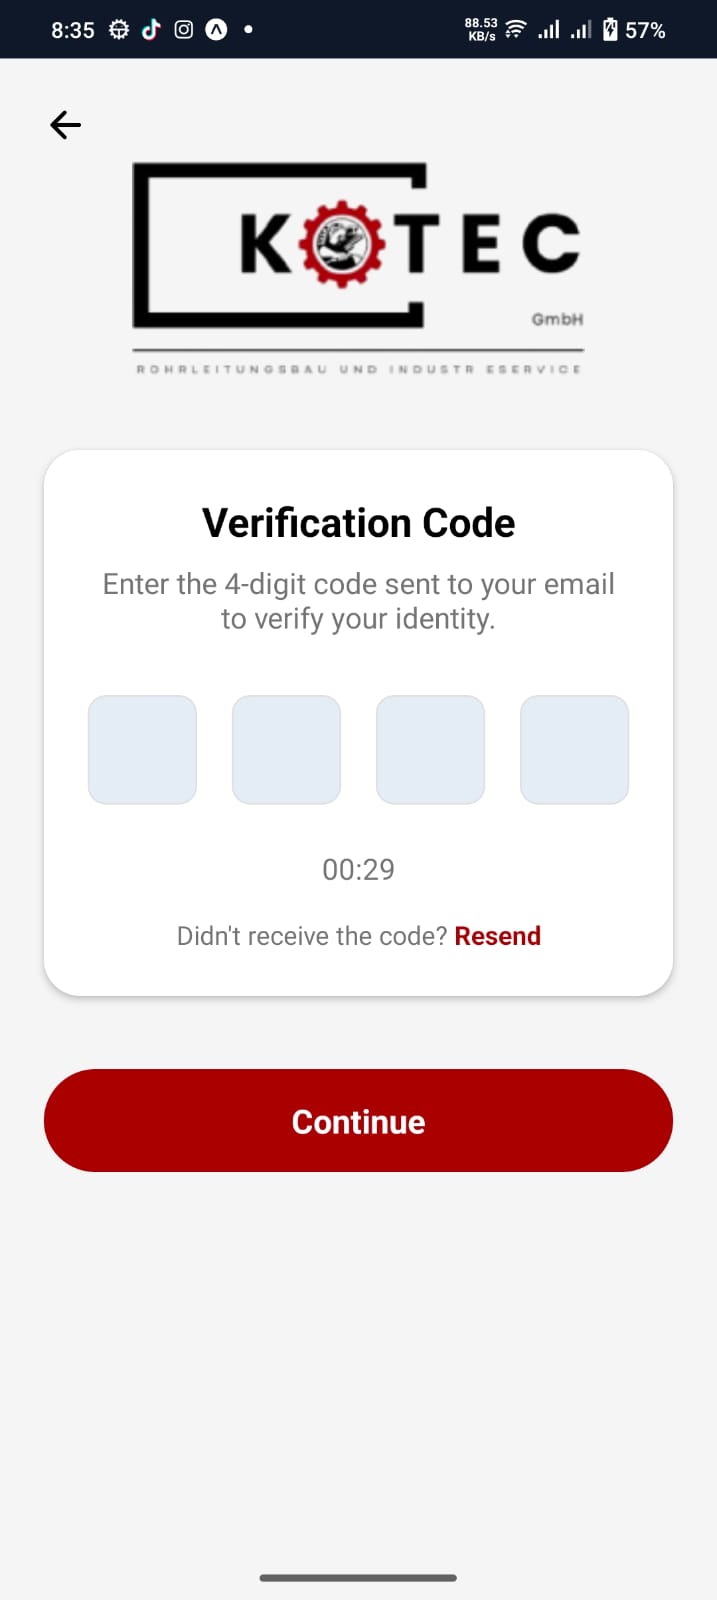 8:35
88.53
KB/s
57%
KOTEC
GmbH
ROHRLEITUNGSBAU UND INDUSTR ESERVICE
Verification Code
Enter the 4-digit code sent to your email
to verify your identity.
00:29
Didn't receive the code? Resend
Continue